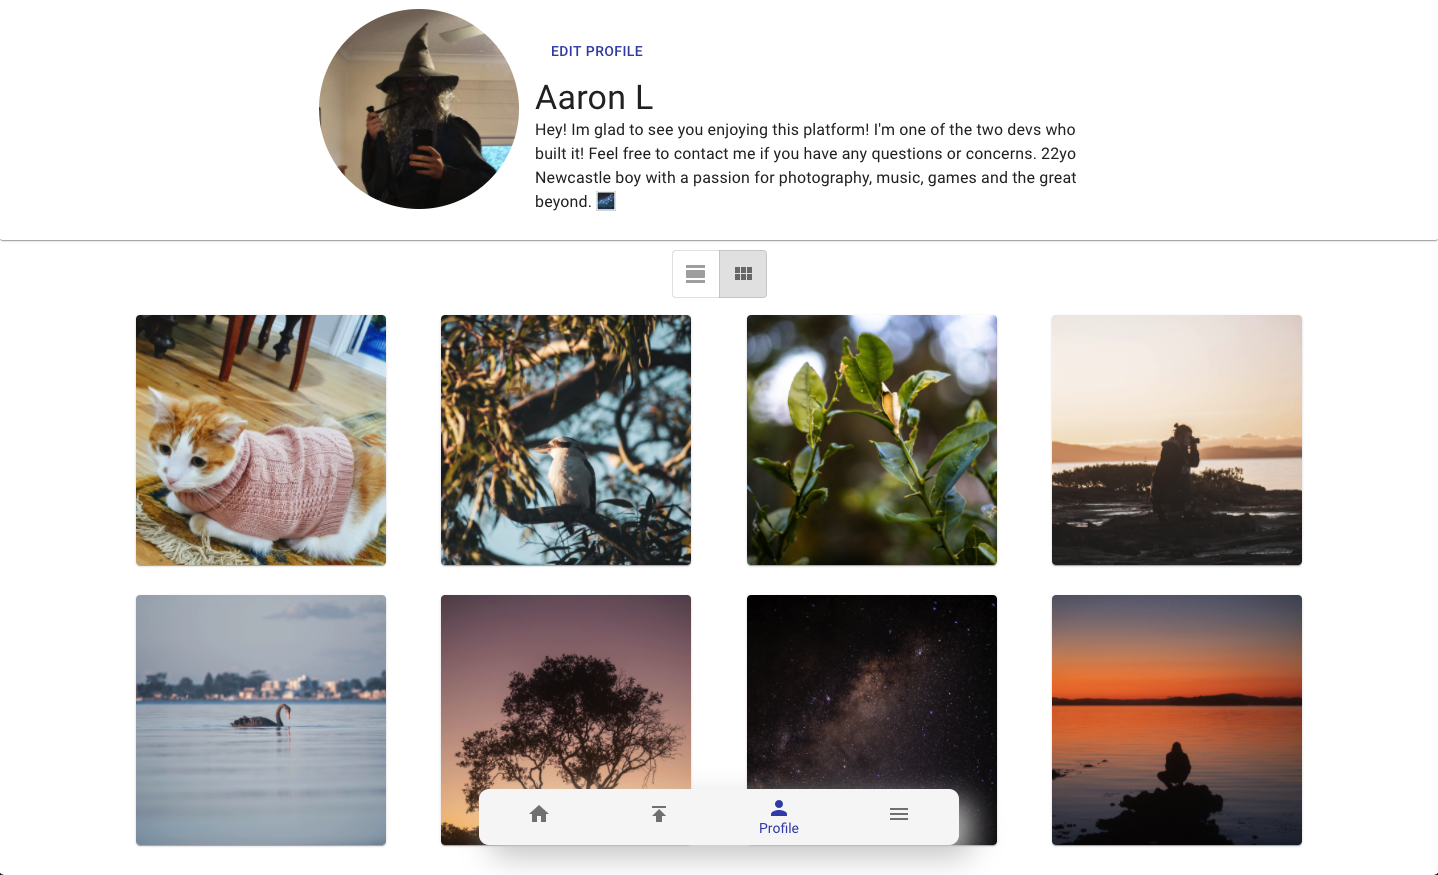 EDIT PROFILE
Aaron L
Hey! Im glad to see you enjoying this platform! I'm one of the two devs who
built it! Feel free to contact me if you have any questions or concerns. 22yo
Newcastle boy with a passion for photography, music, games and the great
beyond. 🌌
Profile